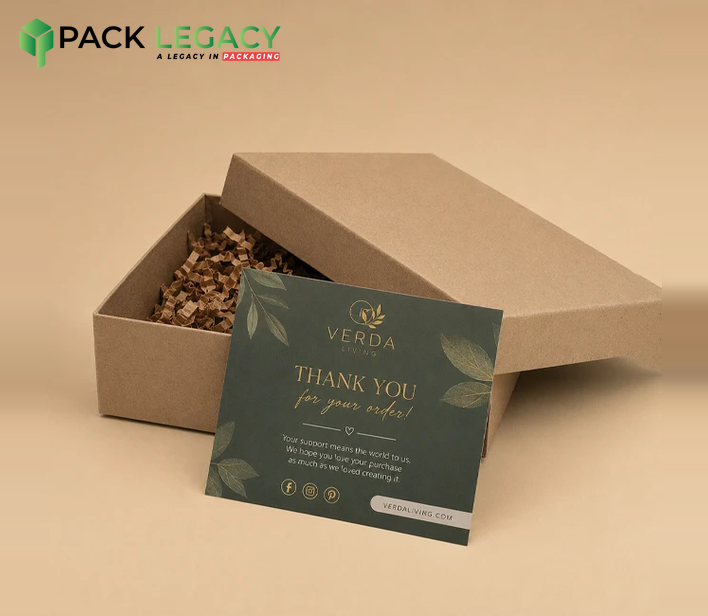 PACK LEGACY
A LEGACY IN PACKAGING
VERDA
LIVING
THANK YOU
for your order!
Your support means the world to us.
We hope you love your purchase
as much as we loved creating it.
VERDALIVING.COM